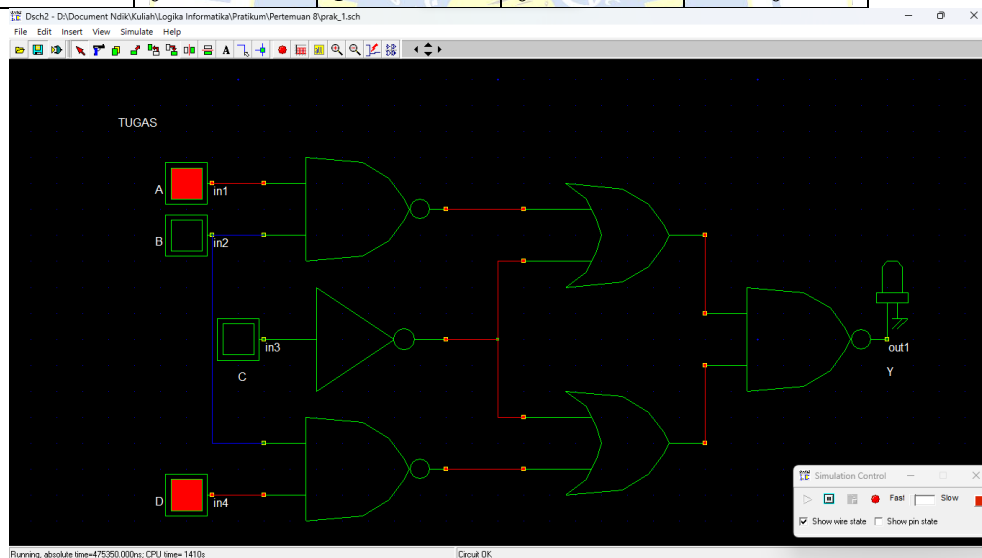 Dsch2 - D:\Document Ndik\Kuliah\Logika Informatika\Pratikum\Pertemuan 8\prak_1.sch
File Edit Insert View Simulate Help
TUGAS
A
in1
B
in2
in3
C
out1
Y
D
in4
Simulation Control
Fast Slow
Show wire state Show pin state
Running, absolute time=475350.000ns; CPU time= 1410s
Circuit OK